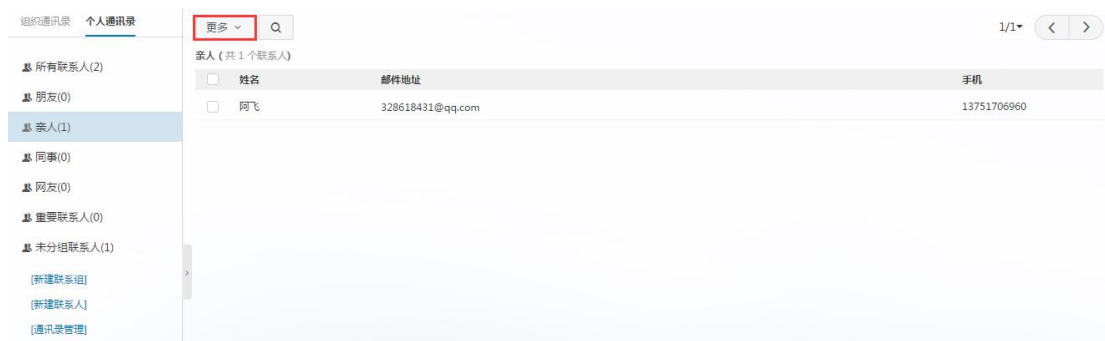 组织通讯录 个人通讯录
所有联系人(2)
朋友(0)
亲人(1)
同事(0)
网友(0)
重要联系人(0)
未分组联系人(1)
[新建联系组]
[新建联系人]
[通讯录管理]
更多
1/1
亲人 ( 共 1 个联系人)
姓名 邮件地址 手机
阿飞 328618431@qq.com 13751706960